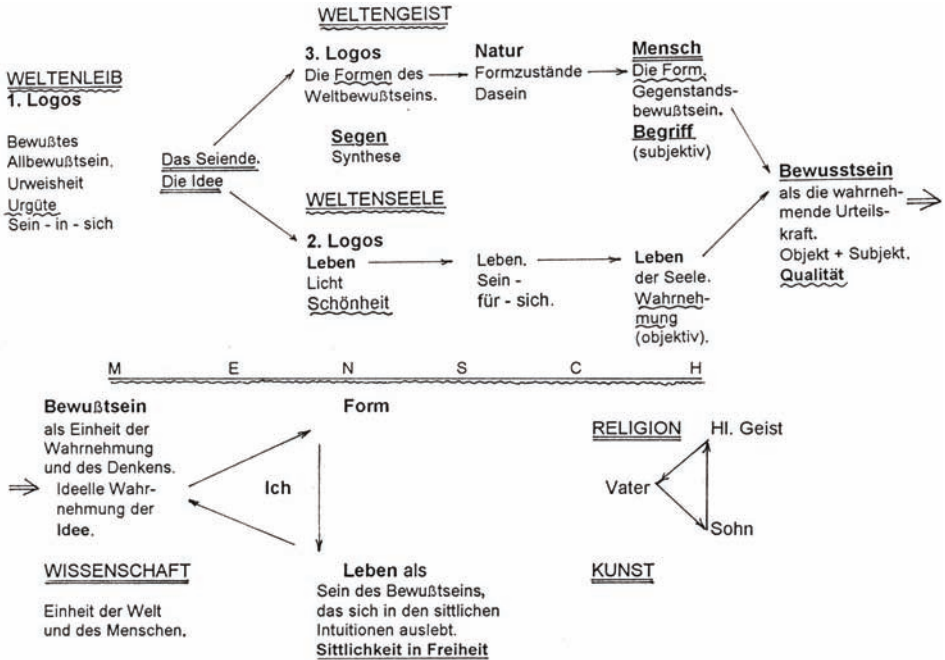 WELTENGEIST
WELTENLEIB
1. Logos
Bewußtes
Allbewußtsein.
Urweisheit
Urgüte
Sein - in - sich
Das Seiende.
Die Idee
3. Logos
Die Formen des
Weltbewußtseins.
Segen
Synthese
Natur
Formzustände
Dasein
Mensch
Die Form.
Gegenstands-
bewußtsein.
Begriff
(subjektiv)
WELTENSEELE
2. Logos
Leben
Licht
Schönheit
Leben.
Sein -
für - sich.
Leben
der Seele.
Wahrneh-
mung
(objektiv).
Bewusstsein
als die wahrneh-
mende Urteils-
kraft.
Objekt + Subjekt.
Qualität
M E N S C H
Bewußtsein
als Einheit der
Wahrnehmung
und des Denkens.
Ideelle Wahr-
nehmung der
Idee.
WISSENSCHAFT
Einheit der Welt
und des Menschen.
Form
Ich
Leben als
Sein des Bewußtseins,
das sich in den sittlichen
Intuitionen auslebt.
Sittlichkeit in Freiheit
RELIGION
Hl. Geist
Vater
Sohn
KUNST